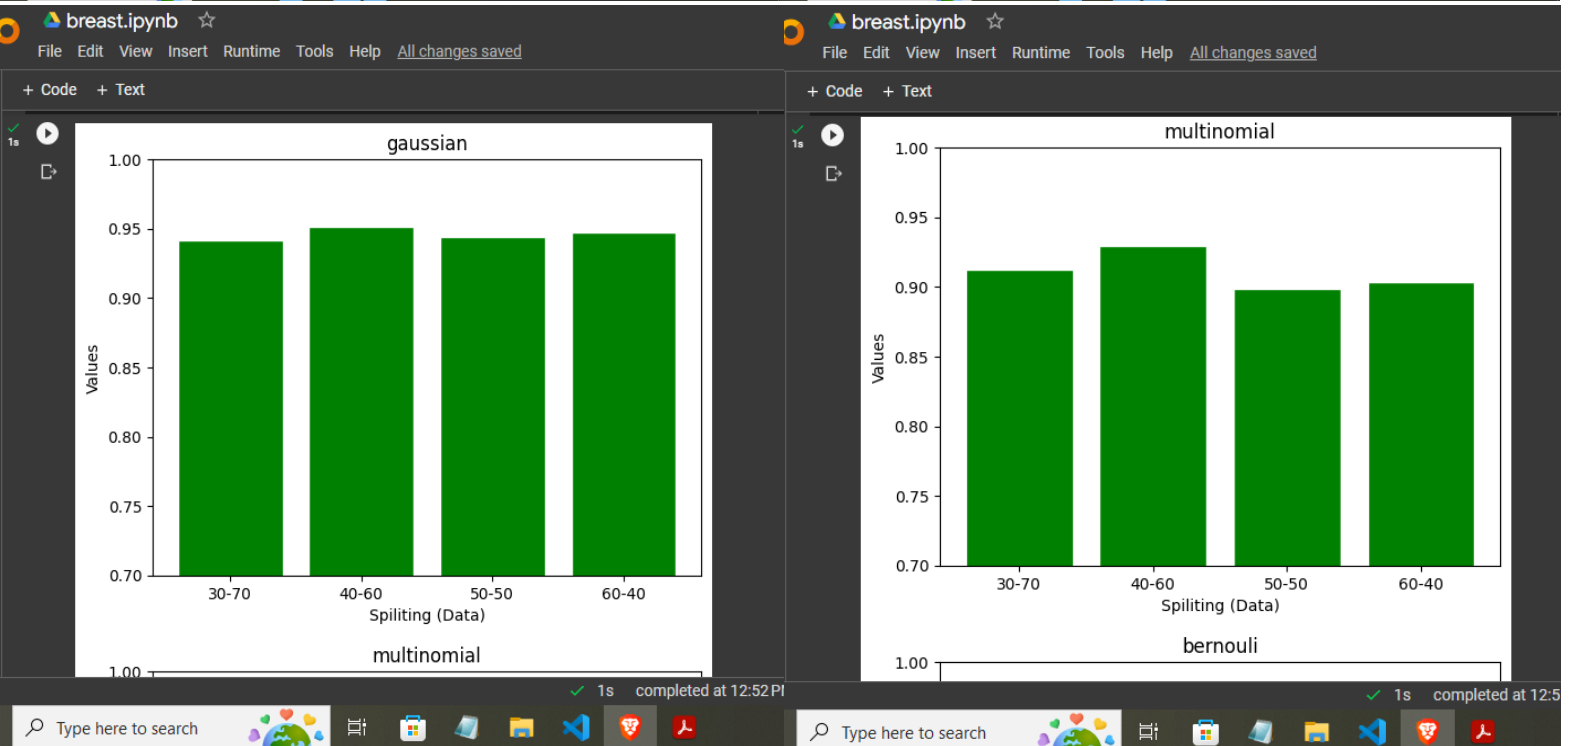 breast.ipynb
File Edit View Insert Runtime Tools Help All changes saved
+ Code + Text
1s
gaussian
1.00
0.95
0.90
0.85
0.80
0.75
0.70
Values
30-70 40-60 50-50 60-40
Spiliting (Data)
multinomial
1.00
1s completed at 12:52 P
Type here to search
breast.ipynb
File Edit View Insert Runtime Tools Help All changes saved
+ Code + Text
1s
multinomial
1.00
0.95
0.90
0.85
0.80
0.75
0.70
Values
30-70 40-60 50-50 60-40
Spiliting (Data)
bernouli
1.00
1s completed at 12:5
Type here to search